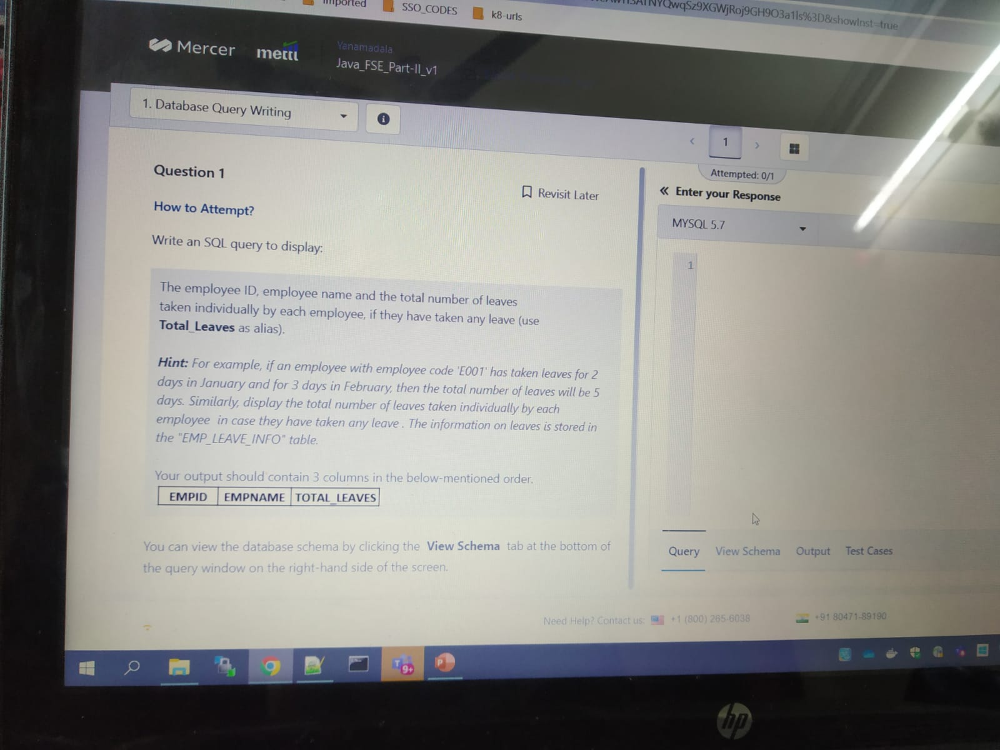 Imported
SSO_CODES
k8-urls
NYQwqSz9XGWjRoj9GH9O3a1ls%3D&showInst=true
Mercer
mettl
Yanamadala
Java_FSE_Part-II_v1
1. Database Query Writing
1
Attempted: 0/1
Question 1
Revisit Later
How to Attempt?
Write an SQL query to display:
The employee ID, employee name and the total number of leaves
taken individually by each employee, if they have taken any leave (use
Total_Leaves as alias).
Hint: For example, if an employee with employee code 'E001' has taken leaves for 2
days in January and for 3 days in February, then the total number of leaves will be 5
days. Similarly, display the total number of leaves taken individually by each
employee in case they have taken any leave . The information on leaves is stored in
the "EMP_LEAVE_INFO" table.
Your output should contain 3 columns in the below-mentioned order.
EMPID EMPNAME TOTAL_LEAVES
You can view the database schema by clicking the View Schema tab at the bottom of
the query window on the right-hand side of the screen.
« Enter your Response
MYSQL 5.7
1
Query View Schema Output Test Cases
Need Help? Contact us: +1 (800) 265-6038 +91 80471-89190
T
9+
P
hp